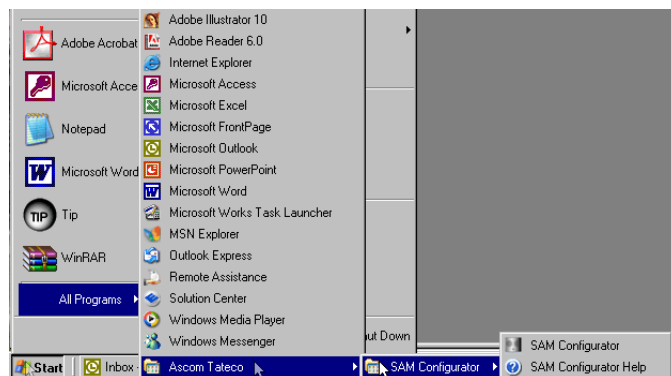 Adobe Acrobat
Microsoft Acce
Notepad
Microsoft Word
TIP
Tip
WinRAR
All Programs
Adobe Illustrator 10
Adobe Reader 6.0
Internet Explorer
Microsoft Access
Microsoft Excel
Microsoft FrontPage
Microsoft Outlook
Microsoft PowerPoint
Microsoft Word
Microsoft Works Task Launcher
MSN Explorer
Outlook Express
Remote Assistance
Solution Center
Windows Media Player
Windows Messenger
Ascom Tateco
ut Down
SAM Configurator
SAM Configurator
SAM Configurator Help
Start
Inbox -